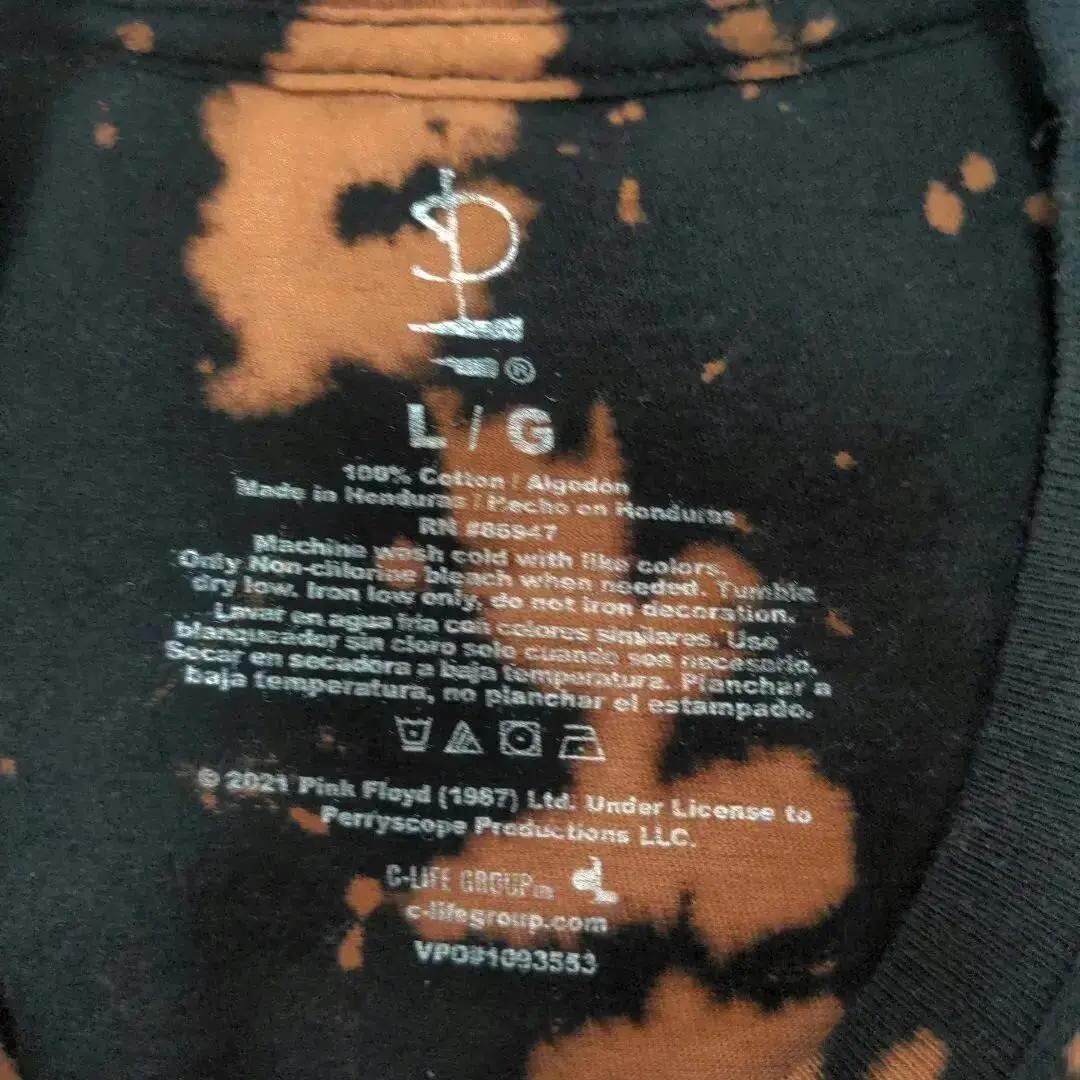 ®
L / G
100% Cotton / Algodon
Made in Honduras / Hecho en Honduras
RN #86947
Machine wash cold with like colors.
Only Non-chlorine bleach when needed. Tumble
dry low. Iron low only, do not iron decoration.
Lavar en agua fria con colores similares. Use
blanqueador sin cloro solo cuando son necesario.
Secar en secadora a baja temperatura. Planchar a
baja temperatura, no planchar el estampado.
© 2021 Pink Floyd (1987) Ltd. Under License to
Perryscope Productions LLC.
C-LIFE GROUP
c-lifegroup.com
VPO#1093553